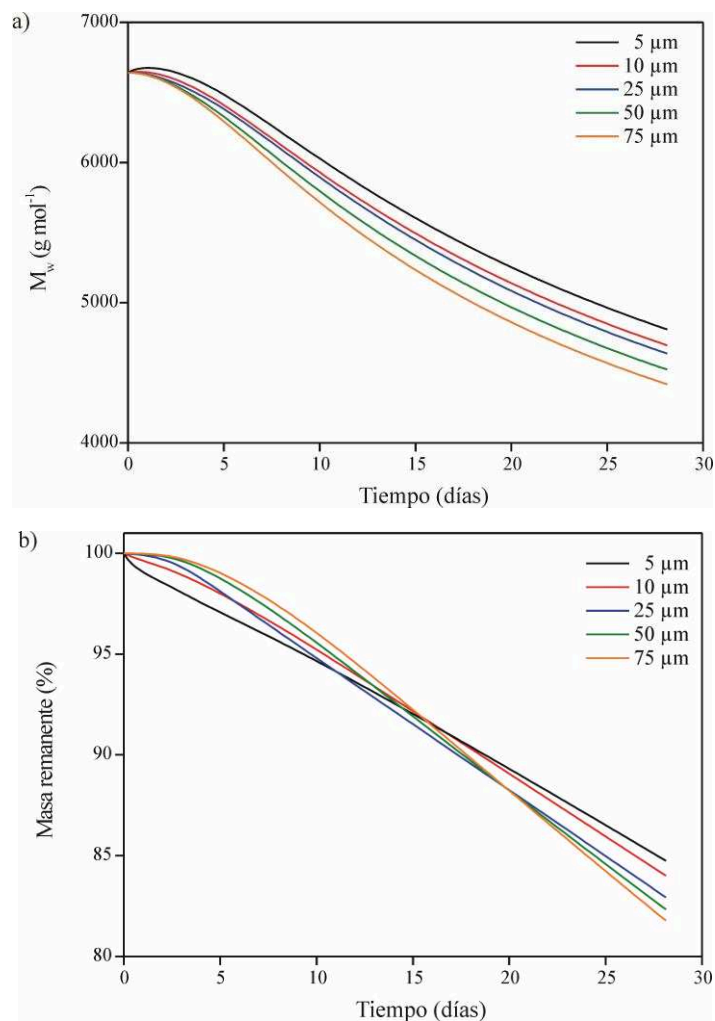 a)
7000
6000
5000
4000
M_w (g mol⁻¹)
5 µm
10 µm
25 µm
50 µm
75 µm
0 5 10 15 20 25 30
Tiempo (días)
b)
100
95
90
85
80
Masa remanente (%)
5 µm
10 µm
25 µm
50 µm
75 µm
0 5 10 15 20 25 30
Tiempo (días)